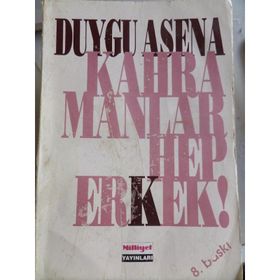 DUYGU ASENA
KAHRA
MANLAR
HEP
ERKEK!
Milliyet
YAYINLARI
8. baskı